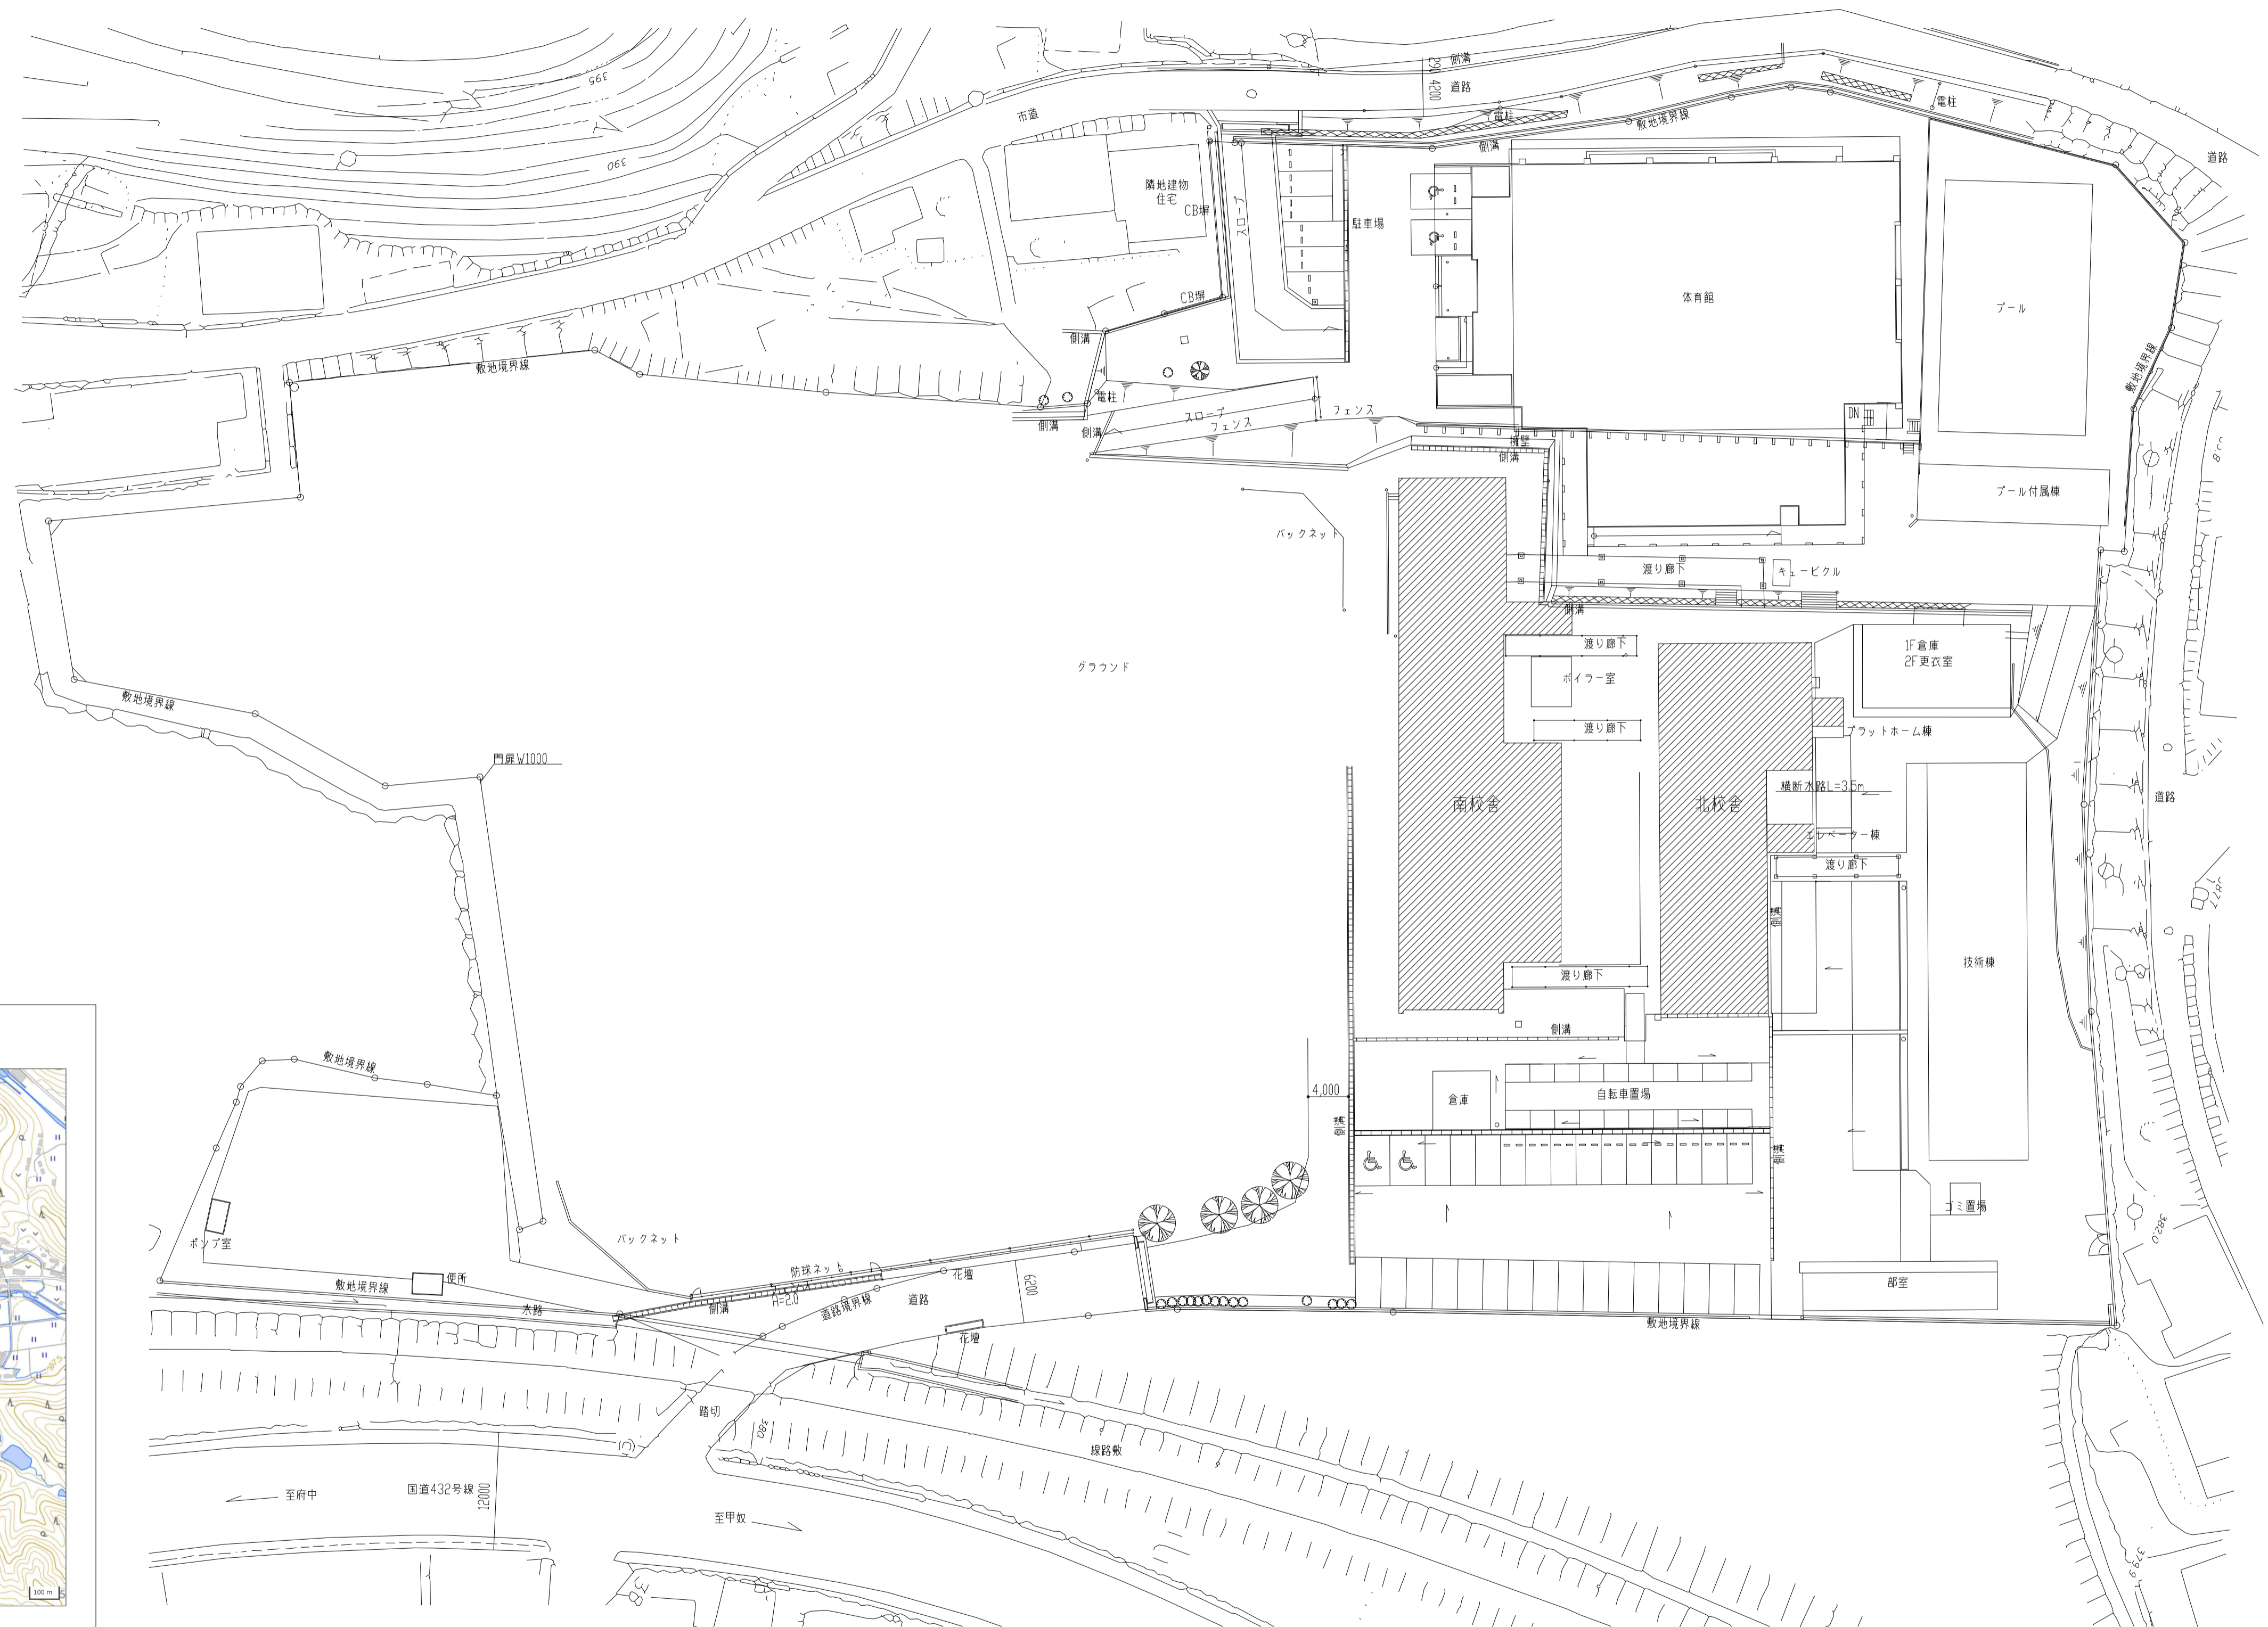 側溝
290
4200
道路
395
電柱
市道
電柱
敷地境界線
側溝
道路
390
隣地建物
住宅
CB塀
スロープ
駐車場
体育館
プール
CB塀
側溝
敷地境界線
敷地境界線
電柱
スロープ
フェンス
フェンス
DN
側溝
側溝
擁壁
側溝
プール付属棟
バックネット
渡り廊下
キュービクル
側溝
渡り廊下
1F倉庫
2F更衣室
グラウンド
ボイラー室
敷地境界線
渡り廊下
プラットホーム棟
門扉W1000
横断水路L=3.5m
道路
南校舎
北校舎
エレベーター棟
渡り廊下
側溝
技術棟
渡り廊下
側溝
敷地境界線
4,000
倉庫
自転車置場
側溝
側溝
ゴミ置場
382.0
ポンプ室
バックネット
防球ネット
H=2.0
花壇
便所
敷地境界線
6200
部室
水路
側溝
道路境界線
道路
花壇
敷地境界線
踏切
線路敷
国道432号線
12000
至府中
至甲奴
379.9
100 m